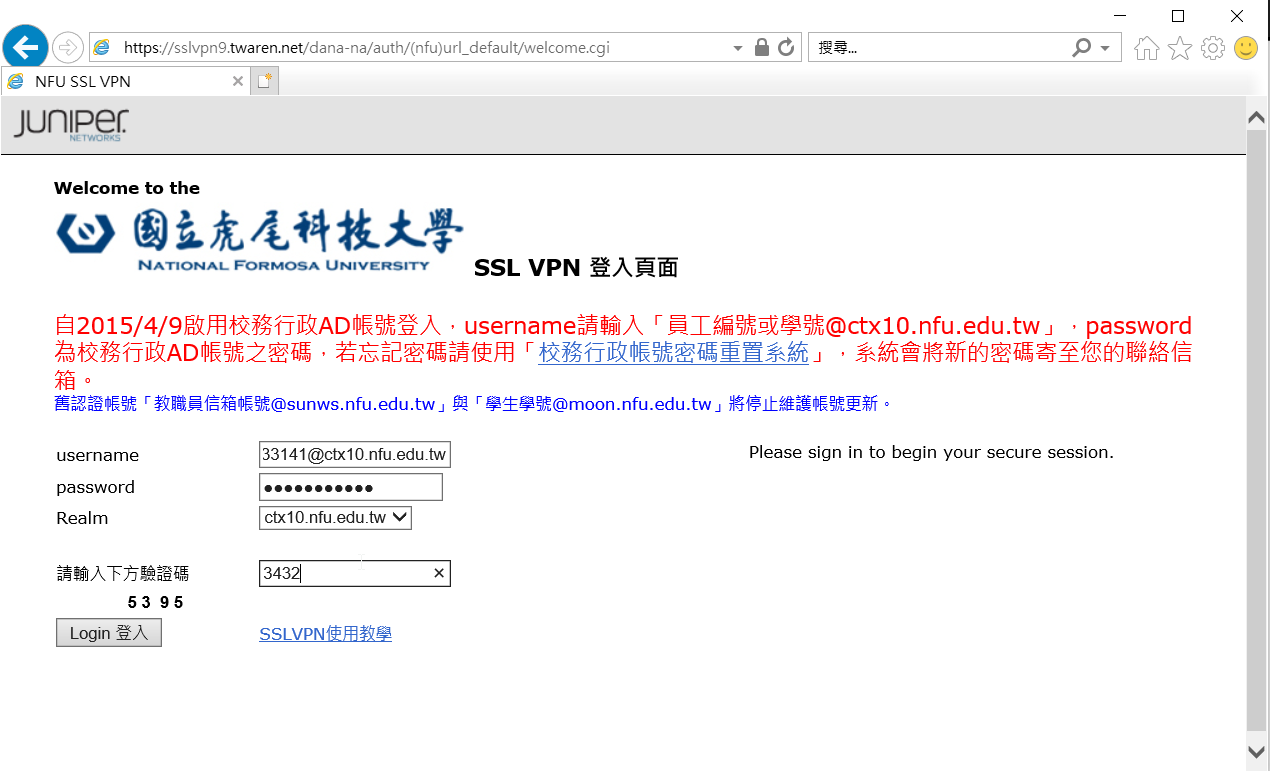 https://sslvpn9.twaren.net/dana-na/auth/(nfu)url_default/welcome.cgi
搜尋...
NFU SSL VPN
JUNIPER
NETWORKS
Welcome to the
國立虎尾科技大學
NATIONAL FORMOSA UNIVERSITY
SSL VPN 登入頁面
自2015/4/9啟用校務行政AD帳號登入，username請輸入「員工編號或學號@ctx10.nfu.edu.tw」，password
為校務行政AD帳號之密碼，若忘記密碼請使用「校務行政帳號密碼重置系統」，系統會將新的密碼寄至您的聯絡信
箱。
舊認證帳號「教職員信箱帳號@sunws.nfu.edu.tw」與「學生學號@moon.nfu.edu.tw」將停止維護帳號更新。
username 33141@ctx10.nfu.edu.tw Please sign in to begin your secure session.
password ●●●●●●●●●●●
Realm ctx10.nfu.edu.tw
請輸入下方驗證碼 3432
5 3 9 5
Login 登入 SSLVPN使用教學